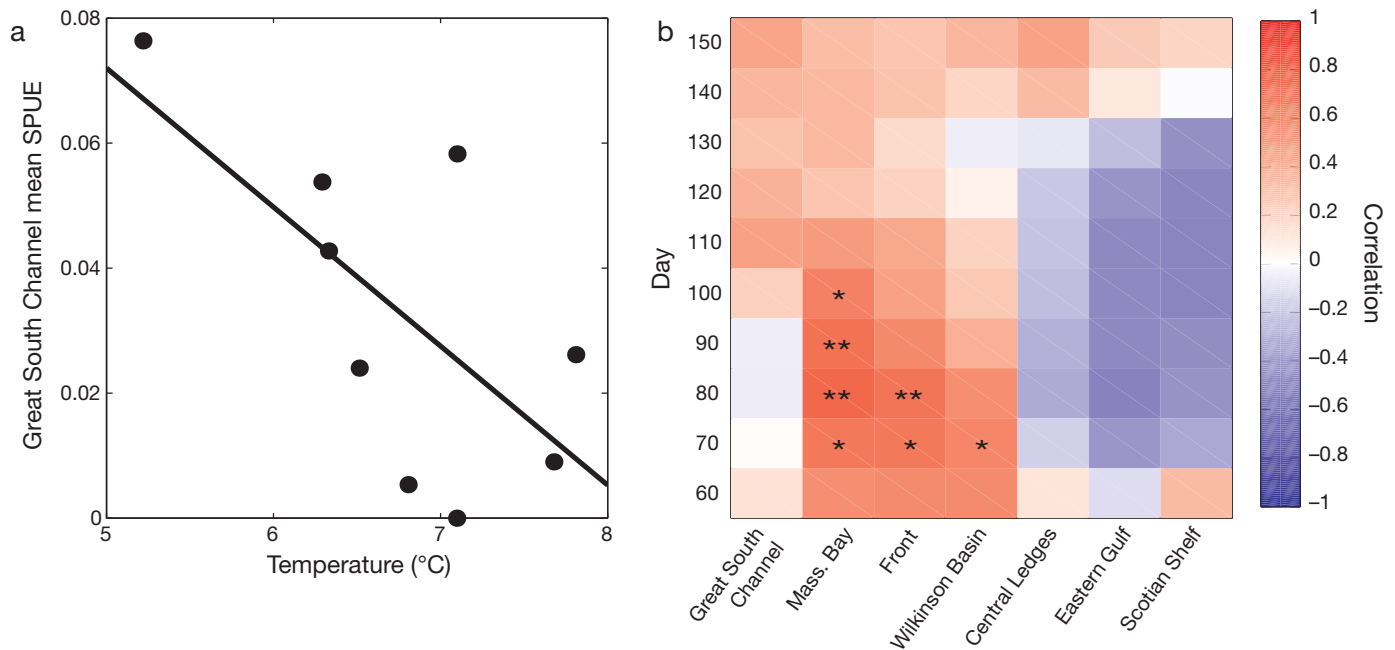 a
Great South Channel mean SPUE
0.08
0.06
0.04
0.02
0
5
6
7
8
Temperature (°C)
b
Day
150
140
130
120
110
100
90
80
70
60
*
**
**
**
*
*
*
Great South
Channel
Mass. Bay
Front
Wilkinson Basin
Central Ledges
Eastern Gulf
Scotian Shelf
1
0.8
0.6
0.4
0.2
0
−0.2
−0.4
−0.6
−0.8
−1
Correlation